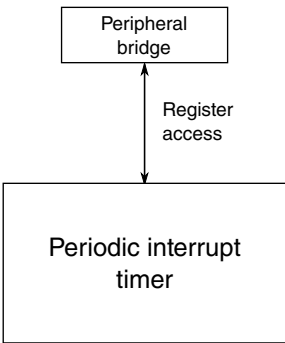 Peripheral
bridge
Register
access
Periodic interrupt
timer